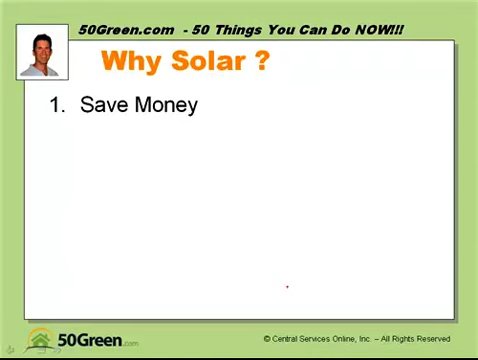 50Green.com - 50 Things You Can Do NOW!!!
Why Solar ?
1. Save Money
50Green.com
© Central Services Online, Inc. – All Rights Reserved